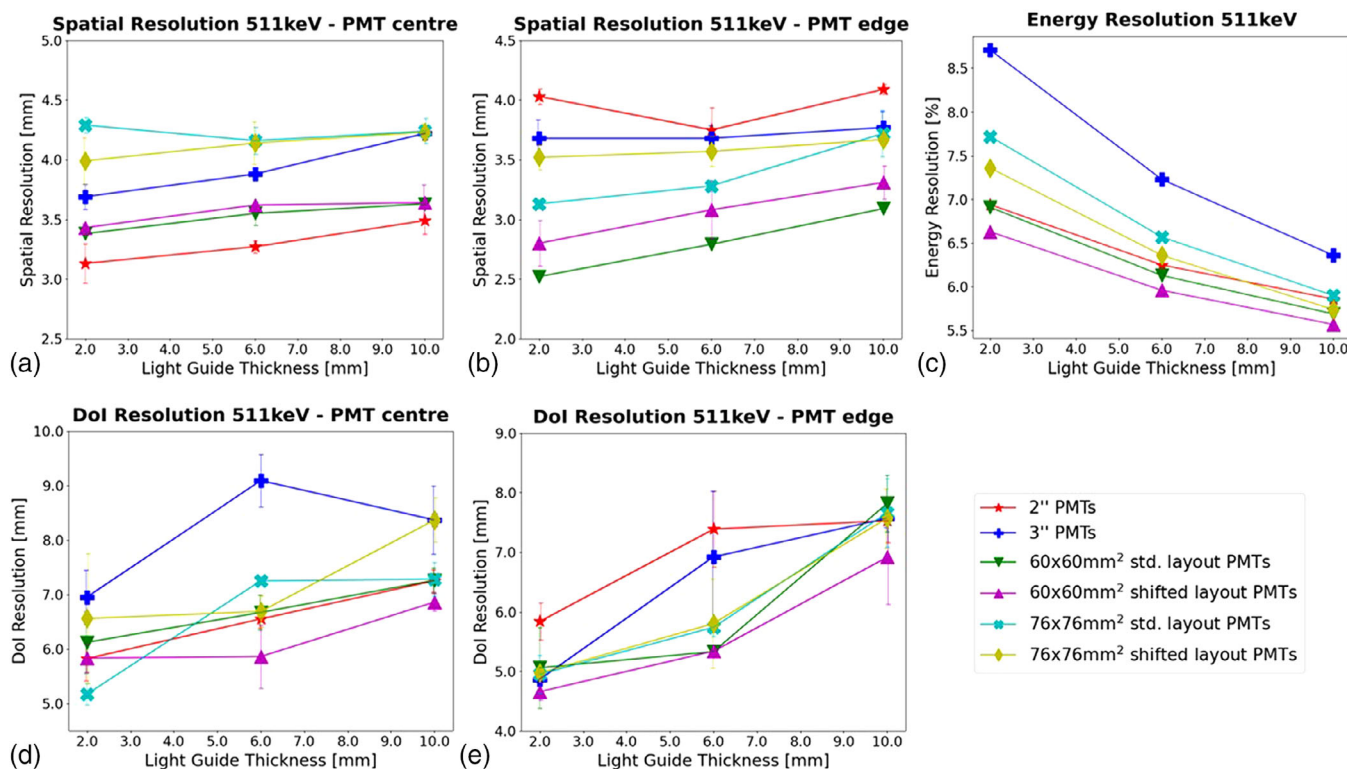 Spatial Resolution 511keV - PMT centre
5.0
4.5
4.0
3.5
3.0
2.5
Spatial Resolution [mm]
2.0 3.0 4.0 5.0 6.0 7.0 8.0 9.0 10.0
Light Guide Thickness [mm]
(a)
Spatial Resolution 511keV - PMT edge
4.5
4.0
3.5
3.0
2.5
2.0
Spatial Resolution [mm]
2.0 3.0 4.0 5.0 6.0 7.0 8.0 9.0 10.0
Light Guide Thickness [mm]
(b)
Energy Resolution 511keV
8.5
8.0
7.5
7.0
6.5
6.0
5.5
Energy Resolution [%]
2.0 3.0 4.0 5.0 6.0 7.0 8.0 9.0 10.0
Light Guide Thickness [mm]
(c)
DoI Resolution 511keV - PMT centre
10.0
9.0
8.0
7.0
6.0
5.0
DoI Resolution [mm]
2.0 3.0 4.0 5.0 6.0 7.0 8.0 9.0 10.0
Light Guide Thickness [mm]
(d)
DoI Resolution 511keV - PMT edge
9.0
8.0
7.0
6.0
5.0
4.0
DoI Resolution [mm]
2.0 3.0 4.0 5.0 6.0 7.0 8.0 9.0 10.0
Light Guide Thickness [mm]
(e)
2'' PMTs
3'' PMTs
60x60mm² std. layout PMTs
60x60mm² shifted layout PMTs
76x76mm² std. layout PMTs
76x76mm² shifted layout PMTs